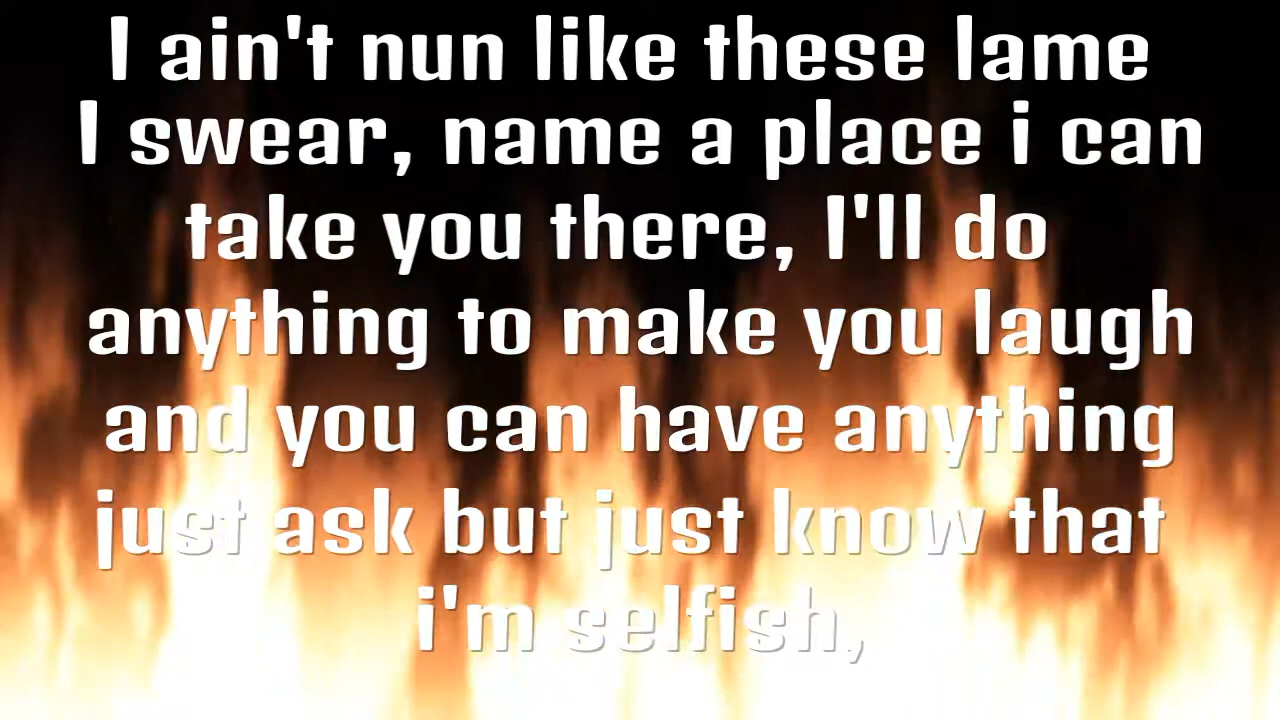 I ain't nun like these lame
I swear, name a place i can
take you there, I'll do
anything to make you laugh
and you can have anything
just ask but just know that
i'm selfish,